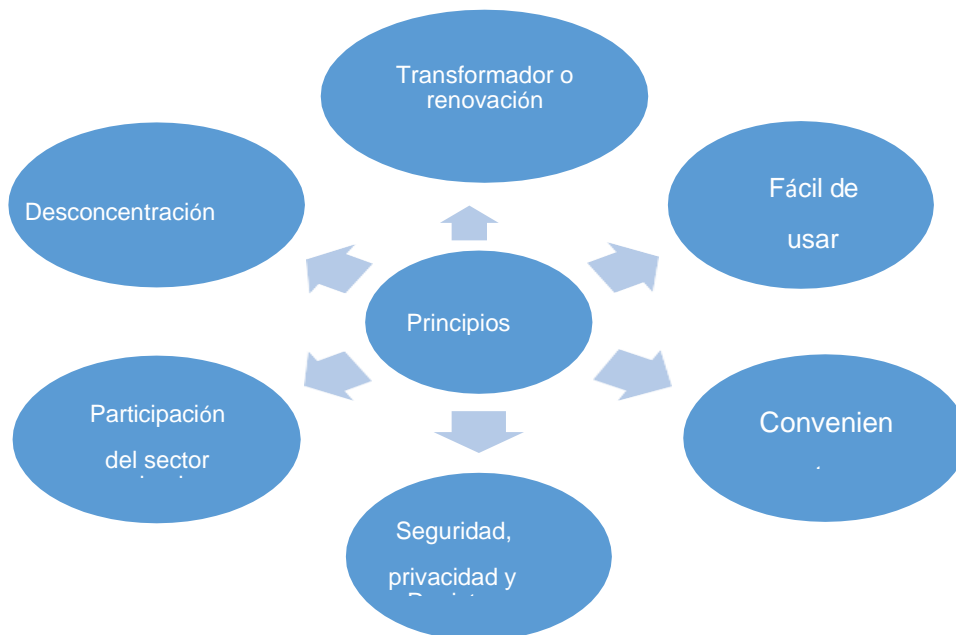 Transformador o
renovación
Fácil de
usar
Desconcentración
Principios
Convenien
Participación
del sector
Seguridad,
privacidad y